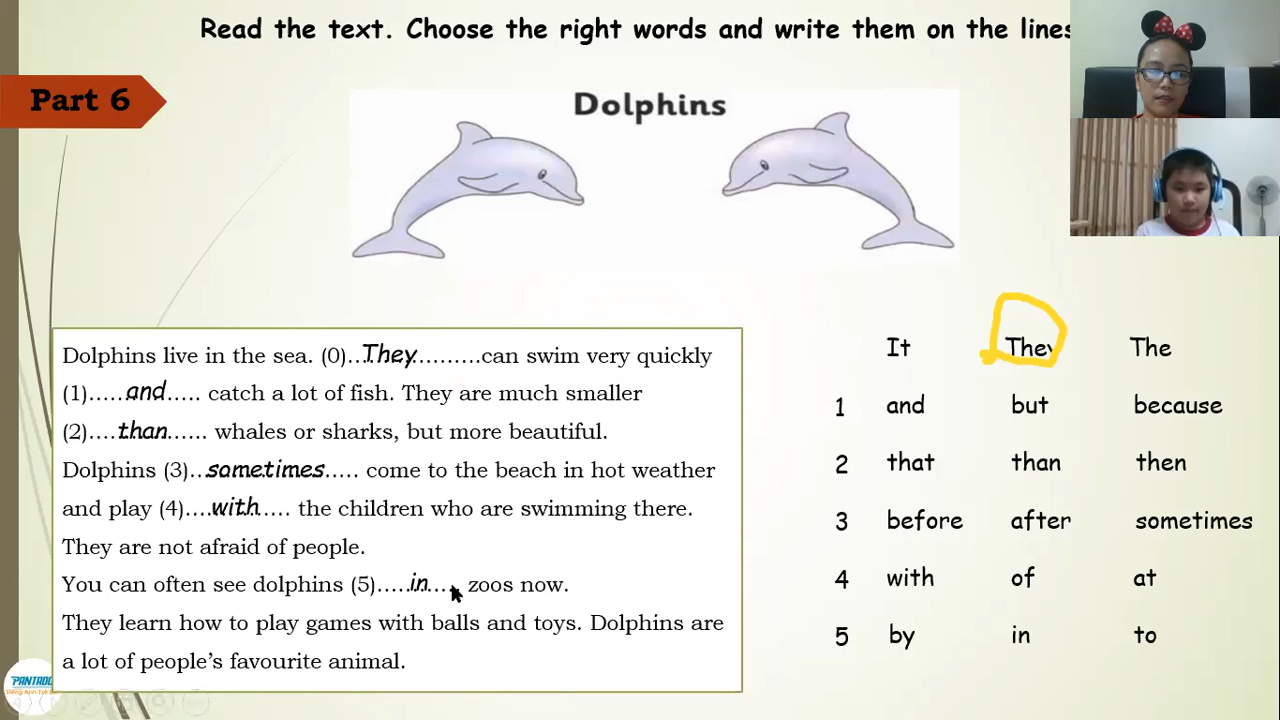 Read the text. Choose the right words and write them on the lines
Part 6
Dolphins
Dolphins live in the sea. (0)...They..........can swim very quickly
(1).....and..... catch a lot of fish. They are much smaller
(2)....than...... whales or sharks, but more beautiful.
Dolphins (3)...sometimes..... come to the beach in hot weather
and play (4)....with..... the children who are swimming there.
They are not afraid of people.
You can often see dolphins (5).....in..... zoos now.
They learn how to play games with balls and toys. Dolphins are
a lot of people's favourite animal.
It They The
1 and but because
2 that than then
3 before after sometimes
4 with of at
5 by in to